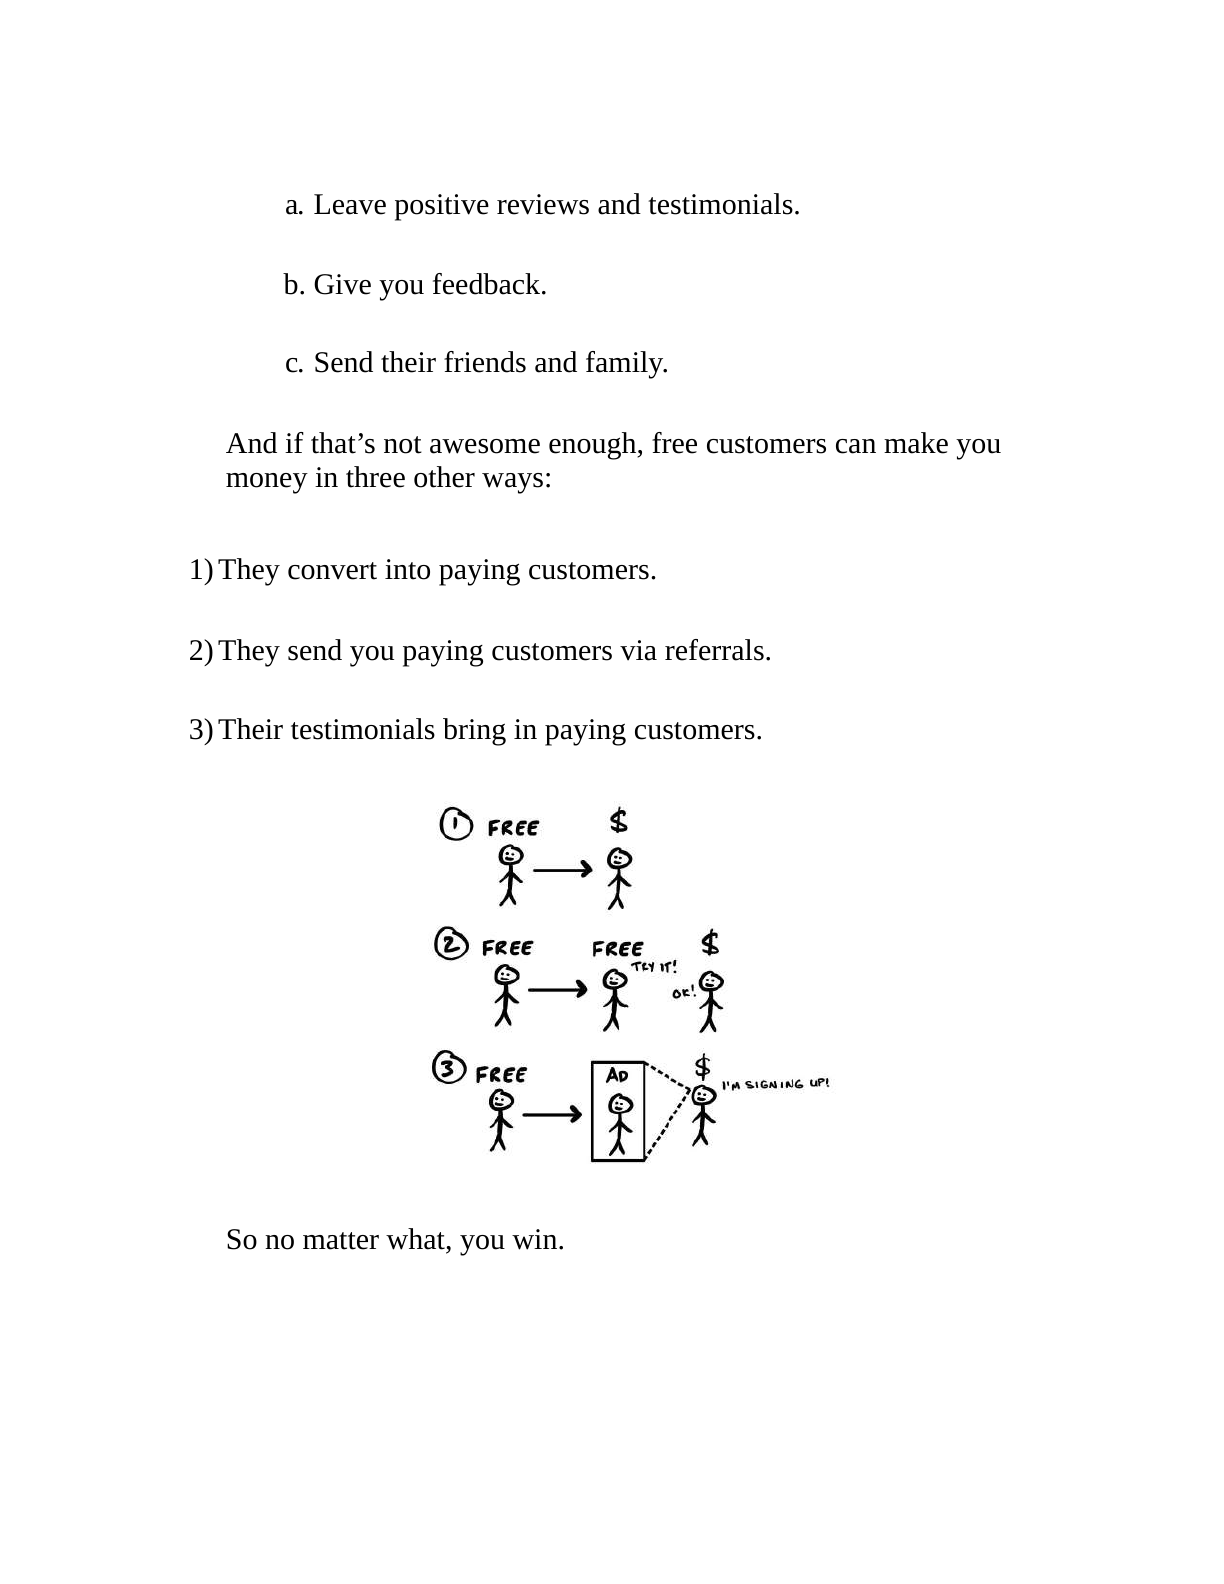 a. Leave positive reviews and testimonials.
b. Give you feedback.
c. Send their friends and family.
And if that’s not awesome enough, free customers can make you
money in three other ways:
1) They convert into paying customers.
2) They send you paying customers via referrals.
3) Their testimonials bring in paying customers.
1 FREE $
2 FREE FREE $
TRY IT!
OK!
3 FREE AD $
I'M SIGNING UP!
So no matter what, you win.